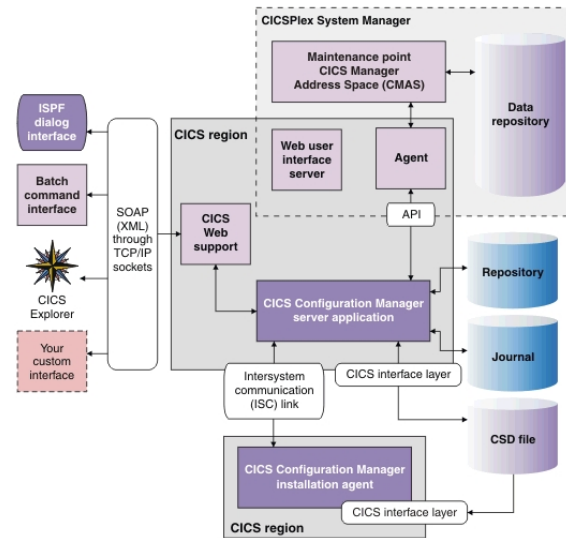 CICSPlex System Manager
Maintenance point
CICS Manager
Address Space (CMAS)
Data
repository
ISPF
dialog
interface
CICS region
Web user
interface
server
Agent
Batch
command
interface
SOAP
(XML)
through
TCP/IP
sockets
CICS
Web
support
API
CICS
Explorer
Repository
CICS Configuration Manager
server application
Your
custom
interface
Journal
Intersystem
communication
(ISC) link
CICS interface layer
CSD file
CICS Configuration Manager
installation agent
CICS interface layer
CICS region